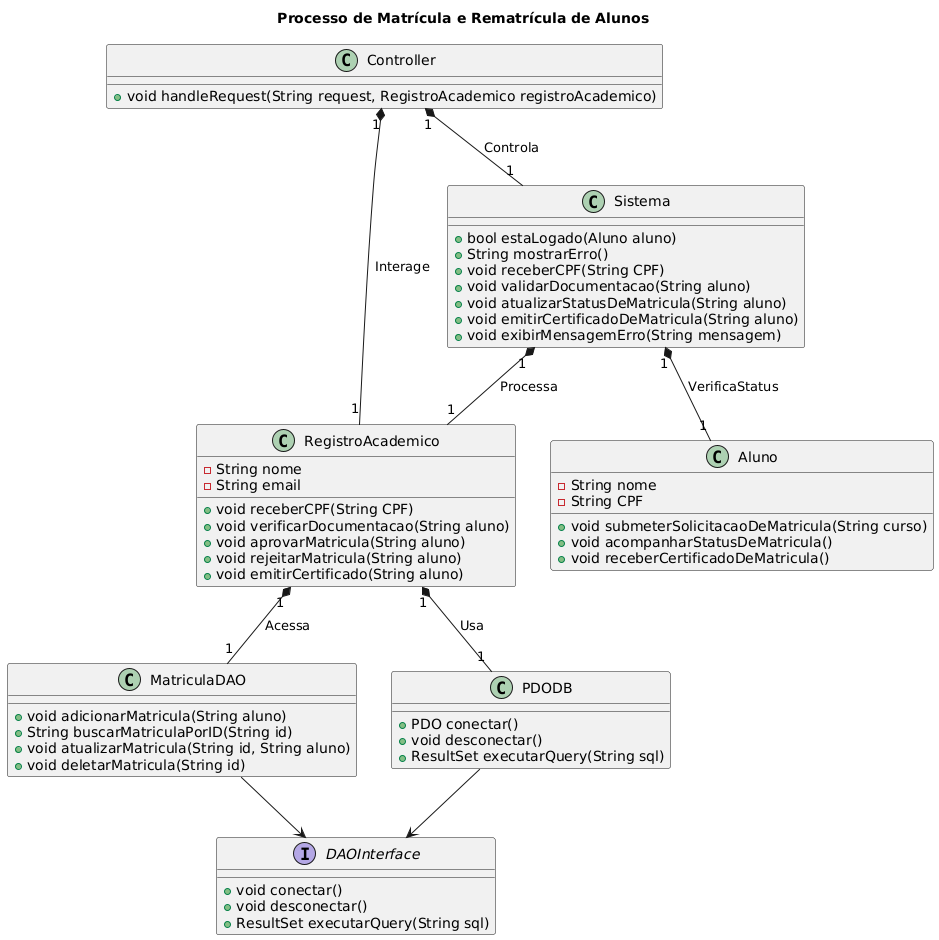 Processo de Matrícula e Rematrícula de Alunos
C Controller
void handleRequest(String request, RegistroAcademico registroAcademico)
1
1
Controla
1
C Sistema
bool estaLogado(Aluno aluno)
String mostrarErro()
void receberCPF(String CPF)
void validarDocumentacao(String aluno)
void atualizarStatusDeMatricula(String aluno)
void emitirCertificadoDeMatricula(String aluno)
void exibirMensagemErro(String mensagem)
Interage
1
1
Processa
VerificaStatus
1
1
1
C RegistroAcademico
String nome
String email
void receberCPF(String CPF)
void verificarDocumentacao(String aluno)
void aprovarMatricula(String aluno)
void rejeitarMatricula(String aluno)
void emitirCertificado(String aluno)
C Aluno
String nome
String CPF
void submeterSolicitacaoDeMatricula(String curso)
void acompanharStatusDeMatricula()
void receberCertificadoDeMatricula()
1
1
Acessa
Usa
1
1
C MatriculaDAO
void adicionarMatricula(String aluno)
String buscarMatriculaPorID(String id)
void atualizarMatricula(String id, String aluno)
void deletarMatricula(String id)
C PDODB
PDO conectar()
void desconectar()
ResultSet executarQuery(String sql)
I DAOInterface
void conectar()
void desconectar()
ResultSet executarQuery(String sql)